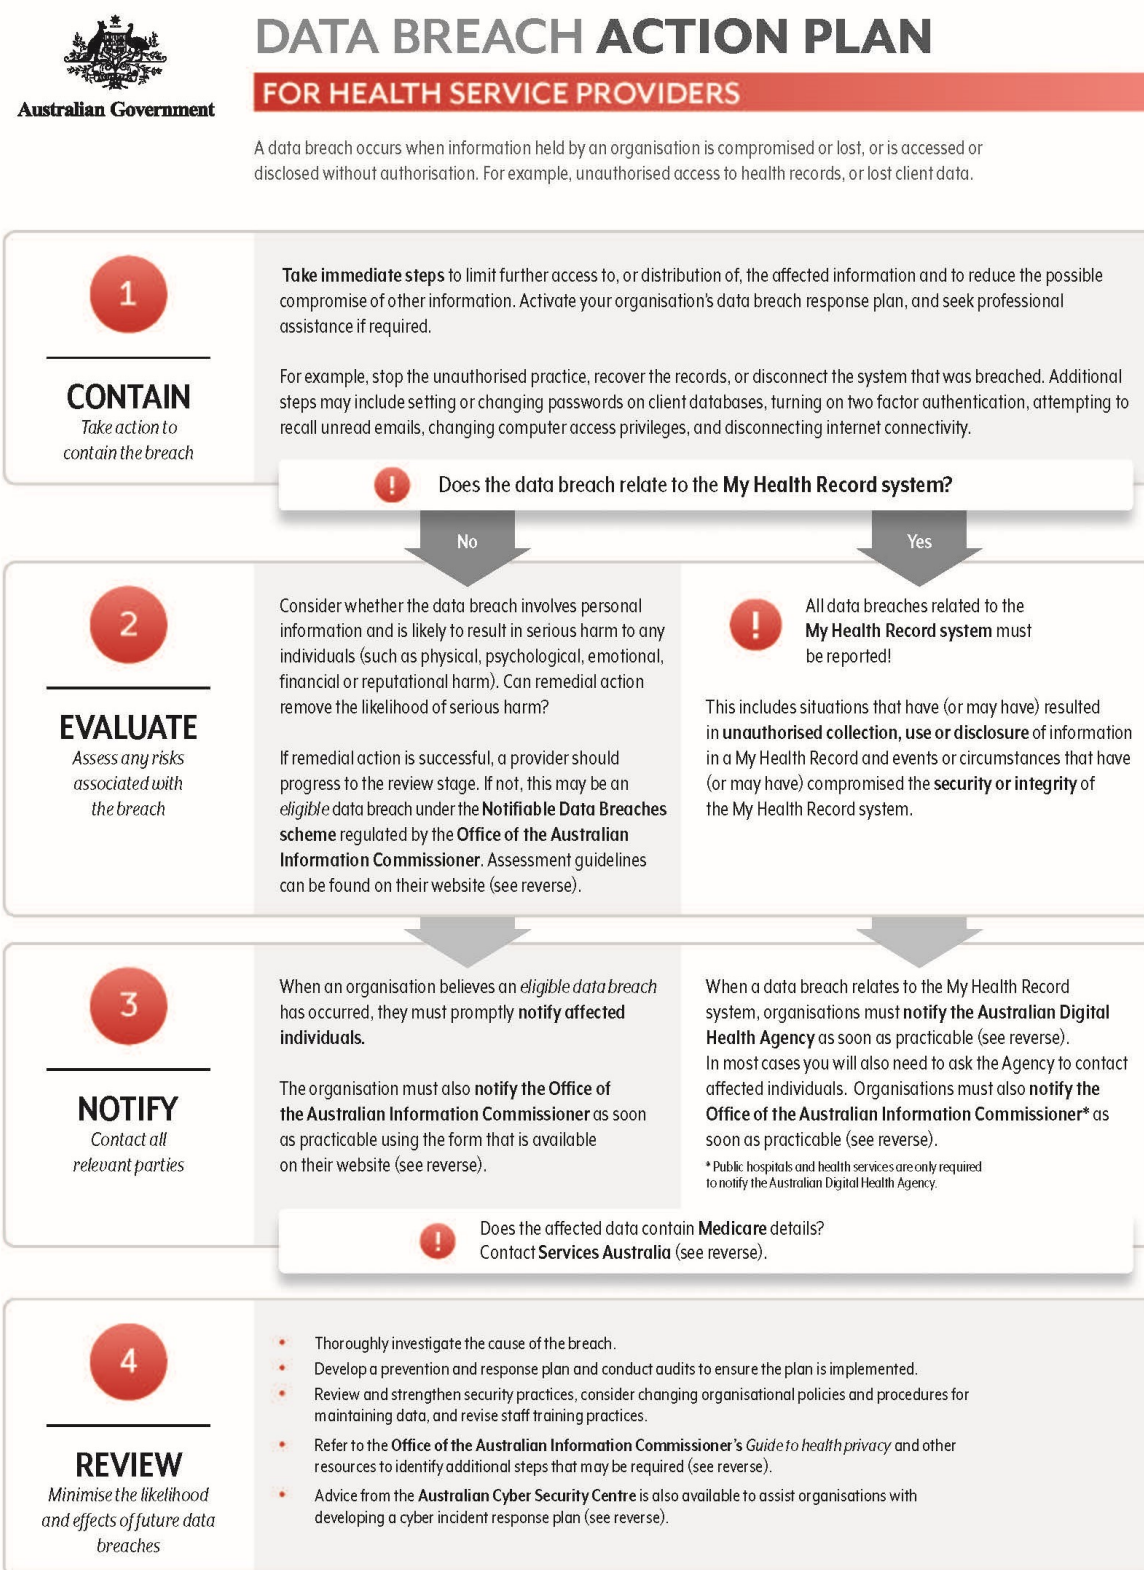 Australian Government
DATA BREACH ACTION PLAN
FOR HEALTH SERVICE PROVIDERS
A data breach occurs when information held by an organisation is compromised or lost, or is accessed or
disclosed without authorisation. For example, unauthorised access to health records, or lost client data.
1
CONTAIN
Take action to
contain the breach
Take immediate steps to limit further access to, or distribution of, the affected information and to reduce the possible
compromise of other information. Activate your organisation's data breach response plan, and seek professional
assistance if required.
For example, stop the unauthorised practice, recover the records, or disconnect the system that was breached. Additional
steps may include setting or changing passwords on client databases, turning on two factor authentication, attempting to
recall unread emails, changing computer access privileges, and disconnecting internet connectivity.
! Does the data breach relate to the My Health Record system?
No
Yes
2
EVALUATE
Assess any risks
associated with
the breach
Consider whether the data breach involves personal
information and is likely to result in serious harm to any
individuals (such as physical, psychological, emotional,
financial or reputational harm). Can remedial action
remove the likelihood of serious harm?
If remedial action is successful, a provider should
progress to the review stage. If not, this may be an
eligible data breach under the Notifiable Data Breaches
scheme regulated by the Office of the Australian
Information Commissioner. Assessment guidelines
can be found on their website (see reverse).
!
All data breaches related to the
My Health Record system must
be reported!
This includes situations that have (or may have) resulted
in unauthorised collection, use or disclosure of information
in a My Health Record and events or circumstances that have
(or may have) compromised the security or integrity of
the My Health Record system.
3
NOTIFY
Contact all
relevant parties
When an organisation believes an eligible data breach
has occurred, they must promptly notify affected
individuals.
The organisation must also notify the Office of
the Australian Information Commissioner as soon
as practicable using the form that is available
on their website (see reverse).
When a data breach relates to the My Health Record
system, organisations must notify the Australian Digital
Health Agency as soon as practicable (see reverse).
In most cases you will also need to ask the Agency to contact
affected individuals. Organisations must also notify the
Office of the Australian Information Commissioner* as
soon as practicable (see reverse).
* Public hospitals and health services are only required
to notify the Australian Digital Health Agency.
!
Does the affected data contain Medicare details?
Contact Services Australia (see reverse).
4
REVIEW
Minimise the likelihood
and effects of future data
breaches
• Thoroughly investigate the cause of the breach.
• Develop a prevention and response plan and conduct audits to ensure the plan is implemented.
• Review and strengthen security practices, consider changing organisational policies and procedures for
maintaining data, and revise staff training practices.
• Refer to the Office of the Australian Information Commissioner's Guide to health privacy and other
resources to identify additional steps that may be required (see reverse).
• Advice from the Australian Cyber Security Centre is also available to assist organisations with
developing a cyber incident response plan (see reverse).